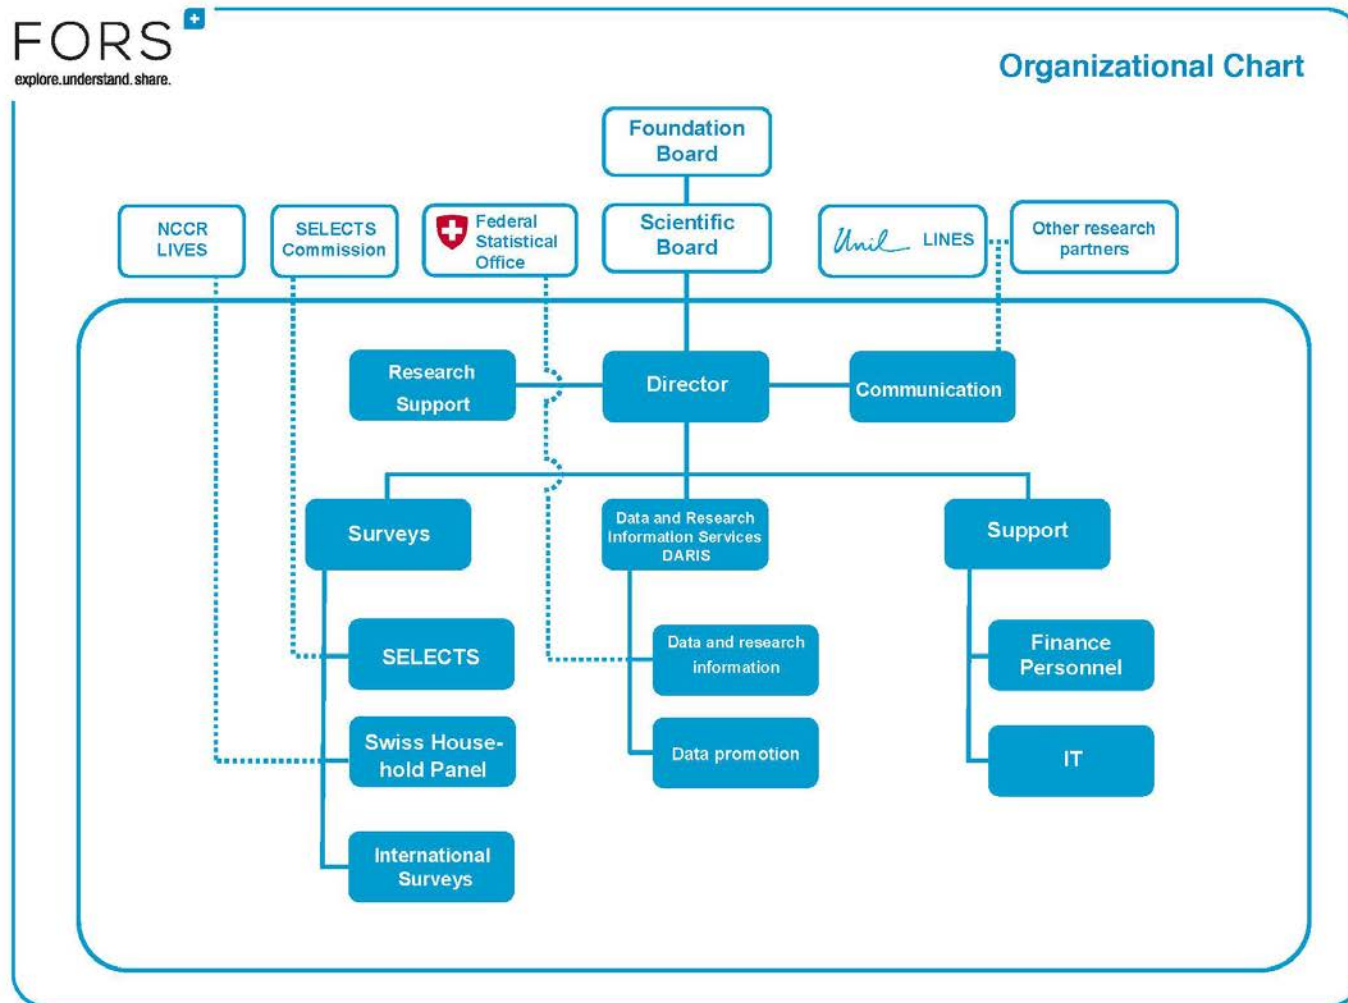 FORS
explore.understand.share.
Organizational Chart
Foundation
Board
NCCR
LIVES
SELECTS
Commission
Federal
Statistical
Office
Scientific
Board
Unil LINES
Other research
partners
Research
Support
Director
Communication
Surveys
Data and Research
Information Services
DARIS
Support
SELECTS
Data and research
information
Finance
Personnel
Swiss House-
hold Panel
Data promotion
IT
International
Surveys